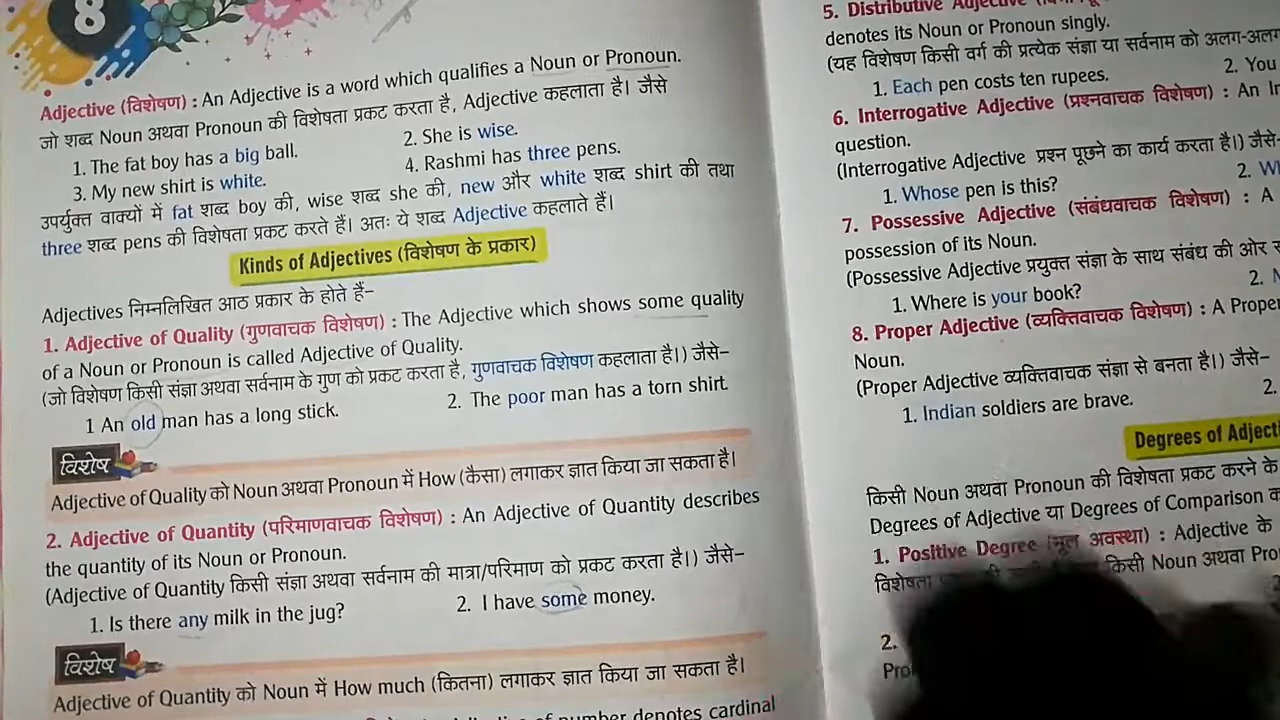 8
Adjective (विशेषण) : An Adjective is a word which qualifies a Noun or Pronoun.
जो शब्द Noun अथवा Pronoun की विशेषता प्रकट करता है, Adjective कहलाता है। जैसे
1. The fat boy has a big ball.
2. She is wise.
3. My new shirt is white.
4. Rashmi has three pens.
उपर्युक्त वाक्यों में fat शब्द boy की, wise शब्द she की, new और white शब्द shirt की तथा
three शब्द pens की विशेषता प्रकट करते हैं। अतः ये शब्द Adjective कहलाते हैं।
Kinds of Adjectives (विशेषण के प्रकार)
Adjectives निम्नलिखित आठ प्रकार के होते हैं–
1. Adjective of Quality (गुणवाचक विशेषण) : The Adjective which shows some quality
of a Noun or Pronoun is called Adjective of Quality.
(जो विशेषण किसी संज्ञा अथवा सर्वनाम के गुण को प्रकट करता है, गुणवाचक विशेषण कहलाता है।) जैसे–
1 An old man has a long stick.
2. The poor man has a torn shirt.
विशेष
Adjective of Quality को Noun अथवा Pronoun में How (कैसा) लगाकर ज्ञात किया जा सकता है।
2. Adjective of Quantity (परिमाणवाचक विशेषण) : An Adjective of Quantity describes
the quantity of its Noun or Pronoun.
(Adjective of Quantity किसी संज्ञा अथवा सर्वनाम की मात्रा/परिमाण को प्रकट करता है।) जैसे–
1. Is there any milk in the jug?
2. I have some money.
विशेष
Adjective of Quantity को Noun में How much (कितना) लगाकर ज्ञात किया जा सकता है।
of number denotes cardinal
5. Distributive Adjective
denotes its Noun or Pronoun singly.
(यह विशेषण किसी वर्ग की प्रत्येक संज्ञा या सर्वनाम को अलग-अलग
1. Each pen costs ten rupees.
2. You
6. Interrogative Adjective (प्रश्नवाचक विशेषण) : An
question.
(Interrogative Adjective प्रश्न पूछने का कार्य करता है।) जैसे-
1. Whose pen is this?
2.
7. Possessive Adjective (संबंधवाचक विशेषण) : A
possession of its Noun.
(Possessive Adjective प्रयुक्त संज्ञा के साथ संबंध की ओर
1. Where is your book?
2.
8. Proper Adjective (व्यक्तिवाचक विशेषण) : A Proper
Noun.
(Proper Adjective व्यक्तिवाचक संज्ञा से बनता है।) जैसे–
1. Indian soldiers are brave.
2.
Degrees of
किसी Noun अथवा Pronoun की विशेषता प्रकट करने के
Degrees of Adjective या Degrees of Comparison
1. Positive Degree (मूल अवस्था) : Adjective के
विशेषता किसी Noun अथवा
2.